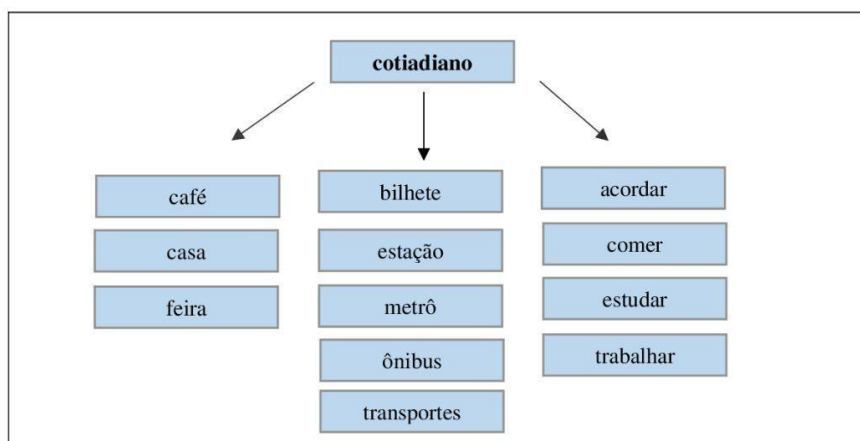 cotiadiano
café
casa
feira
bilhete
estação
metrô
ônibus
transportes
acordar
comer
estudar
trabalhar